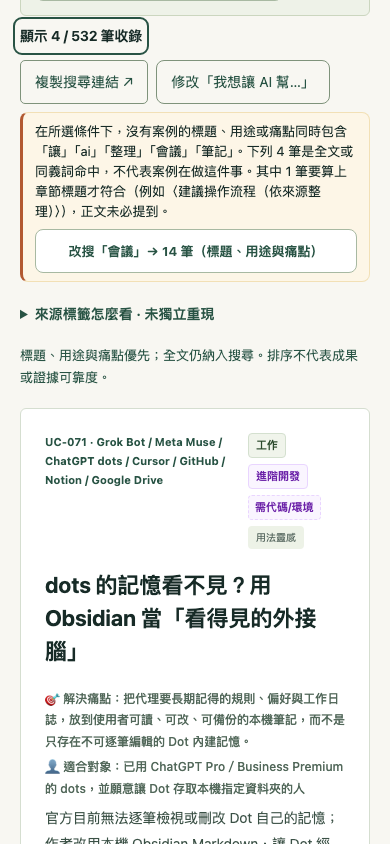 顯示 4 / 532 筆收錄
複製搜尋連結 ↗
修改「我想讓 AI 幫…」
在所選條件下，沒有案例的標題、用途或痛點同時包含
「讓」「ai」「整理」「會議」「筆記」。下列 4 筆是全文或
同義詞命中，不代表案例在做這件事。其中 1 筆要算上
章節標題才符合（例如〈建議操作流程（依來源整
理）〉），正文未必提到。
改搜「會議」→ 14 筆（標題、用途與痛點）
▶ 來源標籤怎麼看 · 未獨立重現
標題、用途與痛點優先；全文仍納入搜尋。排序不代表成果
或證據可靠度。
UC-071 · Grok Bot / Meta Muse /
ChatGPT dots / Cursor / GitHub /
Notion / Google Drive
工作
進階開發
需代碼/環境
用法靈感
dots 的記憶看不見？用
Obsidian 當「看得見的外接
腦」
🎯 解決痛點：把代理要長期記得的規則、偏好與工作日
誌，放到使用者可讀、可改、可備份的本機筆記，而不是
只存在不可逐筆編輯的 Dot 內建記憶。
👤 適合對象：已用 ChatGPT Pro / Business Premium
的 dots，並願意讓 Dot 存取本機指定資料夾的人
官方目前無法逐筆檢視或刪改 Dot 自己的記憶；
作者改用本機 Obsidian Markdown，讓 Dot 經